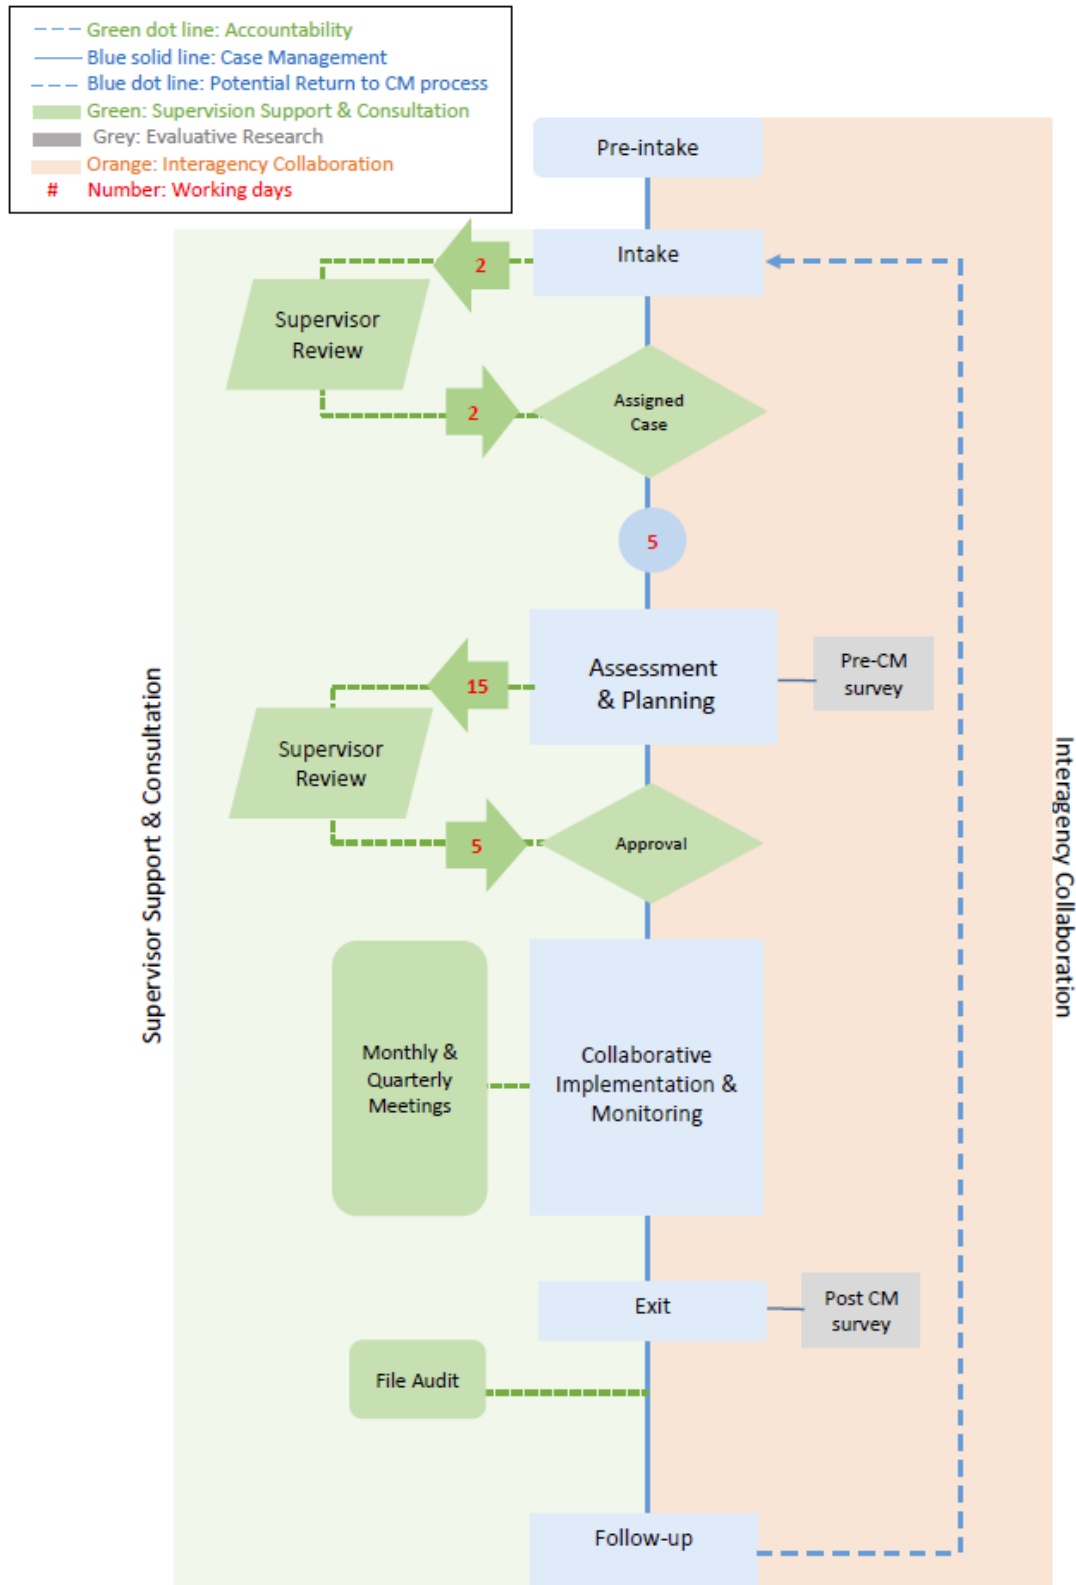 Green dot line: Accountability
Blue solid line: Case Management
Blue dot line: Potential Return to CM process
Green: Supervision Support & Consultation
Grey: Evaluative Research
Orange: Interagency Collaboration
# Number: Working days
Pre-intake
Intake
2
Supervisor
Review
2
Assigned
Case
5
Assessment
& Planning
Pre-CM
survey
15
Supervisor
Review
5
Approval
Supervisor Support & Consultation
Interagency Collaboration
Monthly &
Quarterly
Meetings
Collaborative
Implementation &
Monitoring
Exit
Post CM
survey
File Audit
Follow-up